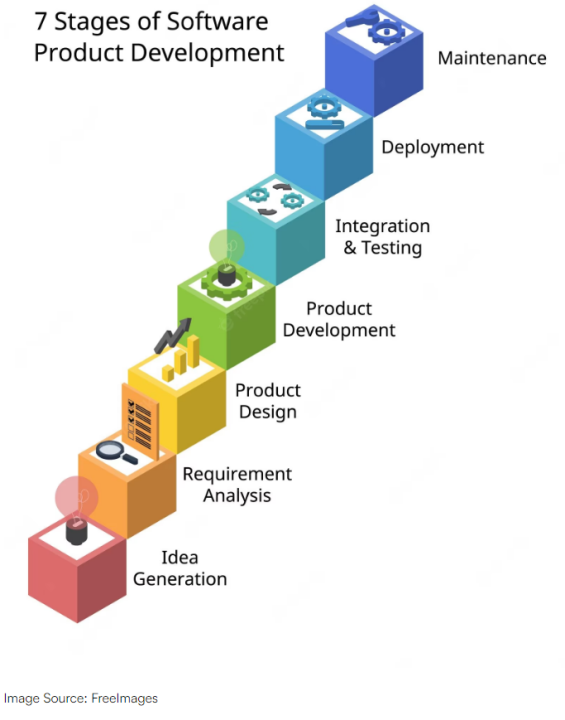 7 Stages of Software
Product Development
Maintenance
Deployment
Integration
& Testing
Product
Development
Product
Design
Requirement
Analysis
Idea
Generation
Image Source: FreeImages